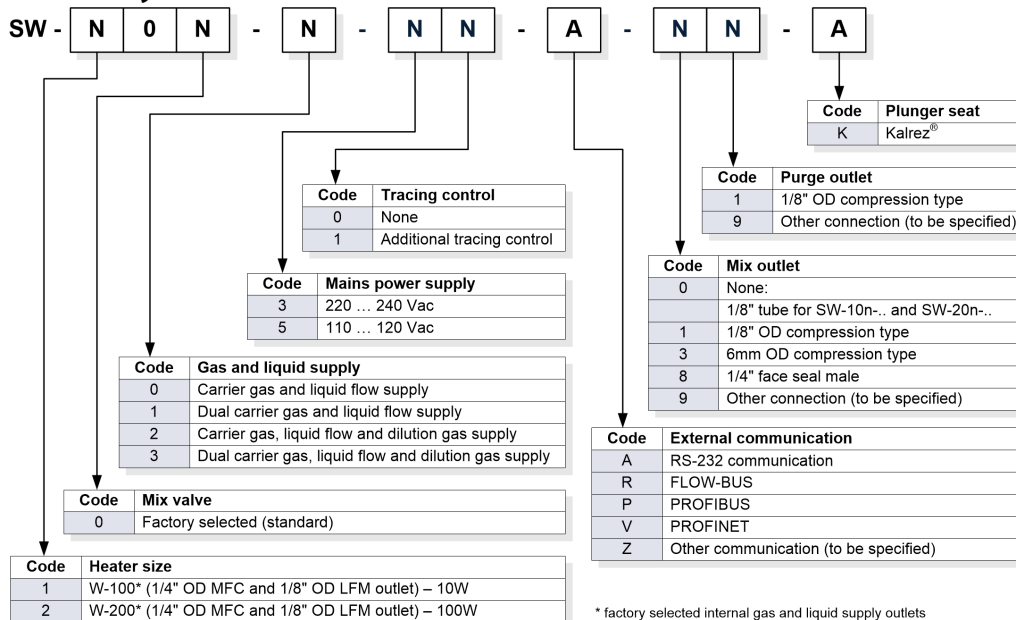 SW - N 0 N - N - N N - A - N N - A
Code Plunger seat
K Kalrez®
Code Purge outlet
1 1/8" OD compression type
9 Other connection (to be specified)
Code Tracing control
0 None
1 Additional tracing control
Code Mix outlet
0 None:
1/8" tube for SW-10n-.. and SW-20n-..
1 1/8" OD compression type
3 6mm OD compression type
8 1/4" face seal male
9 Other connection (to be specified)
Code Mains power supply
3 220 … 240 Vac
5 110 … 120 Vac
Code Gas and liquid supply
0 Carrier gas and liquid flow supply
1 Dual carrier gas and liquid flow supply
2 Carrier gas, liquid flow and dilution gas supply
3 Dual carrier gas, liquid flow and dilution gas supply
Code External communication
A RS-232 communication
R FLOW-BUS
P PROFIBUS
V PROFINET
Z Other communication (to be specified)
Code Mix valve
0 Factory selected (standard)
Code Heater size
1 W-100* (1/4" OD MFC and 1/8" OD LFM outlet) – 10W
2 W-200* (1/4" OD MFC and 1/8" OD LFM outlet) – 100W
* factory selected internal gas and liquid supply outlets